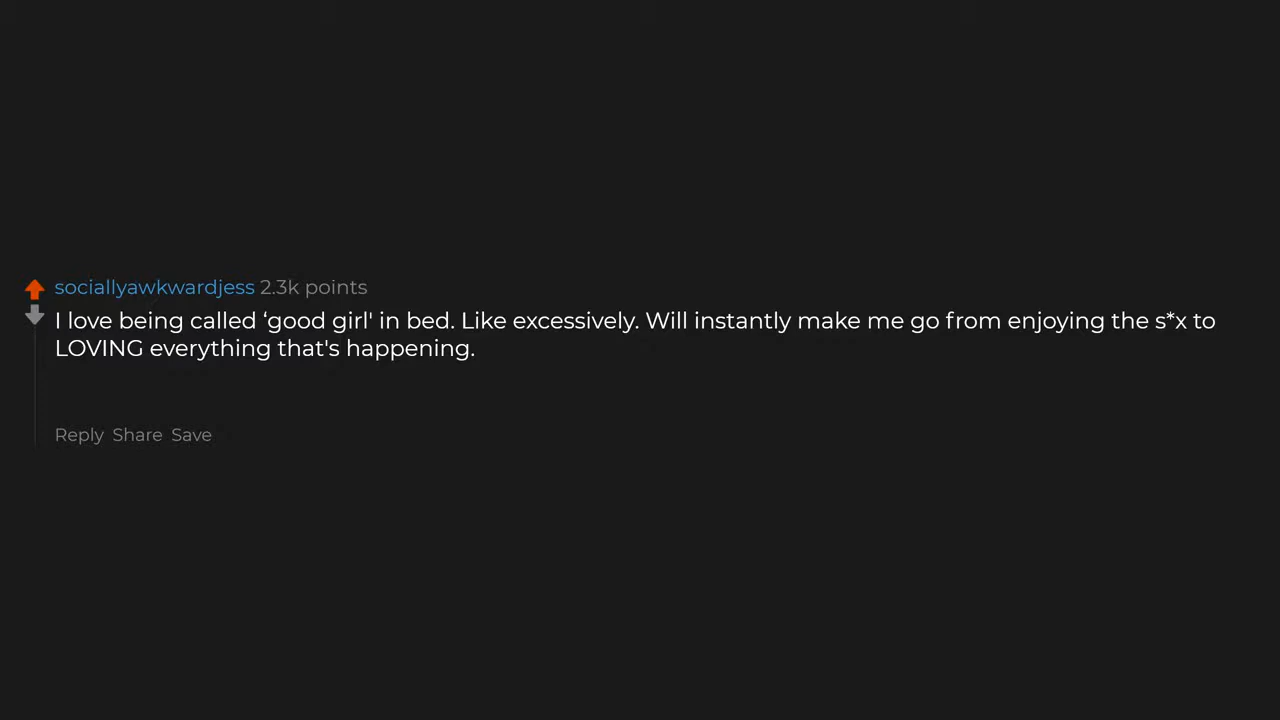 sociallyawkwardjess 2.3k points
I love being called ‘good girl' in bed. Like excessively. Will instantly make me go from enjoying the s*x to
LOVING everything that's happening.
Reply Share Save